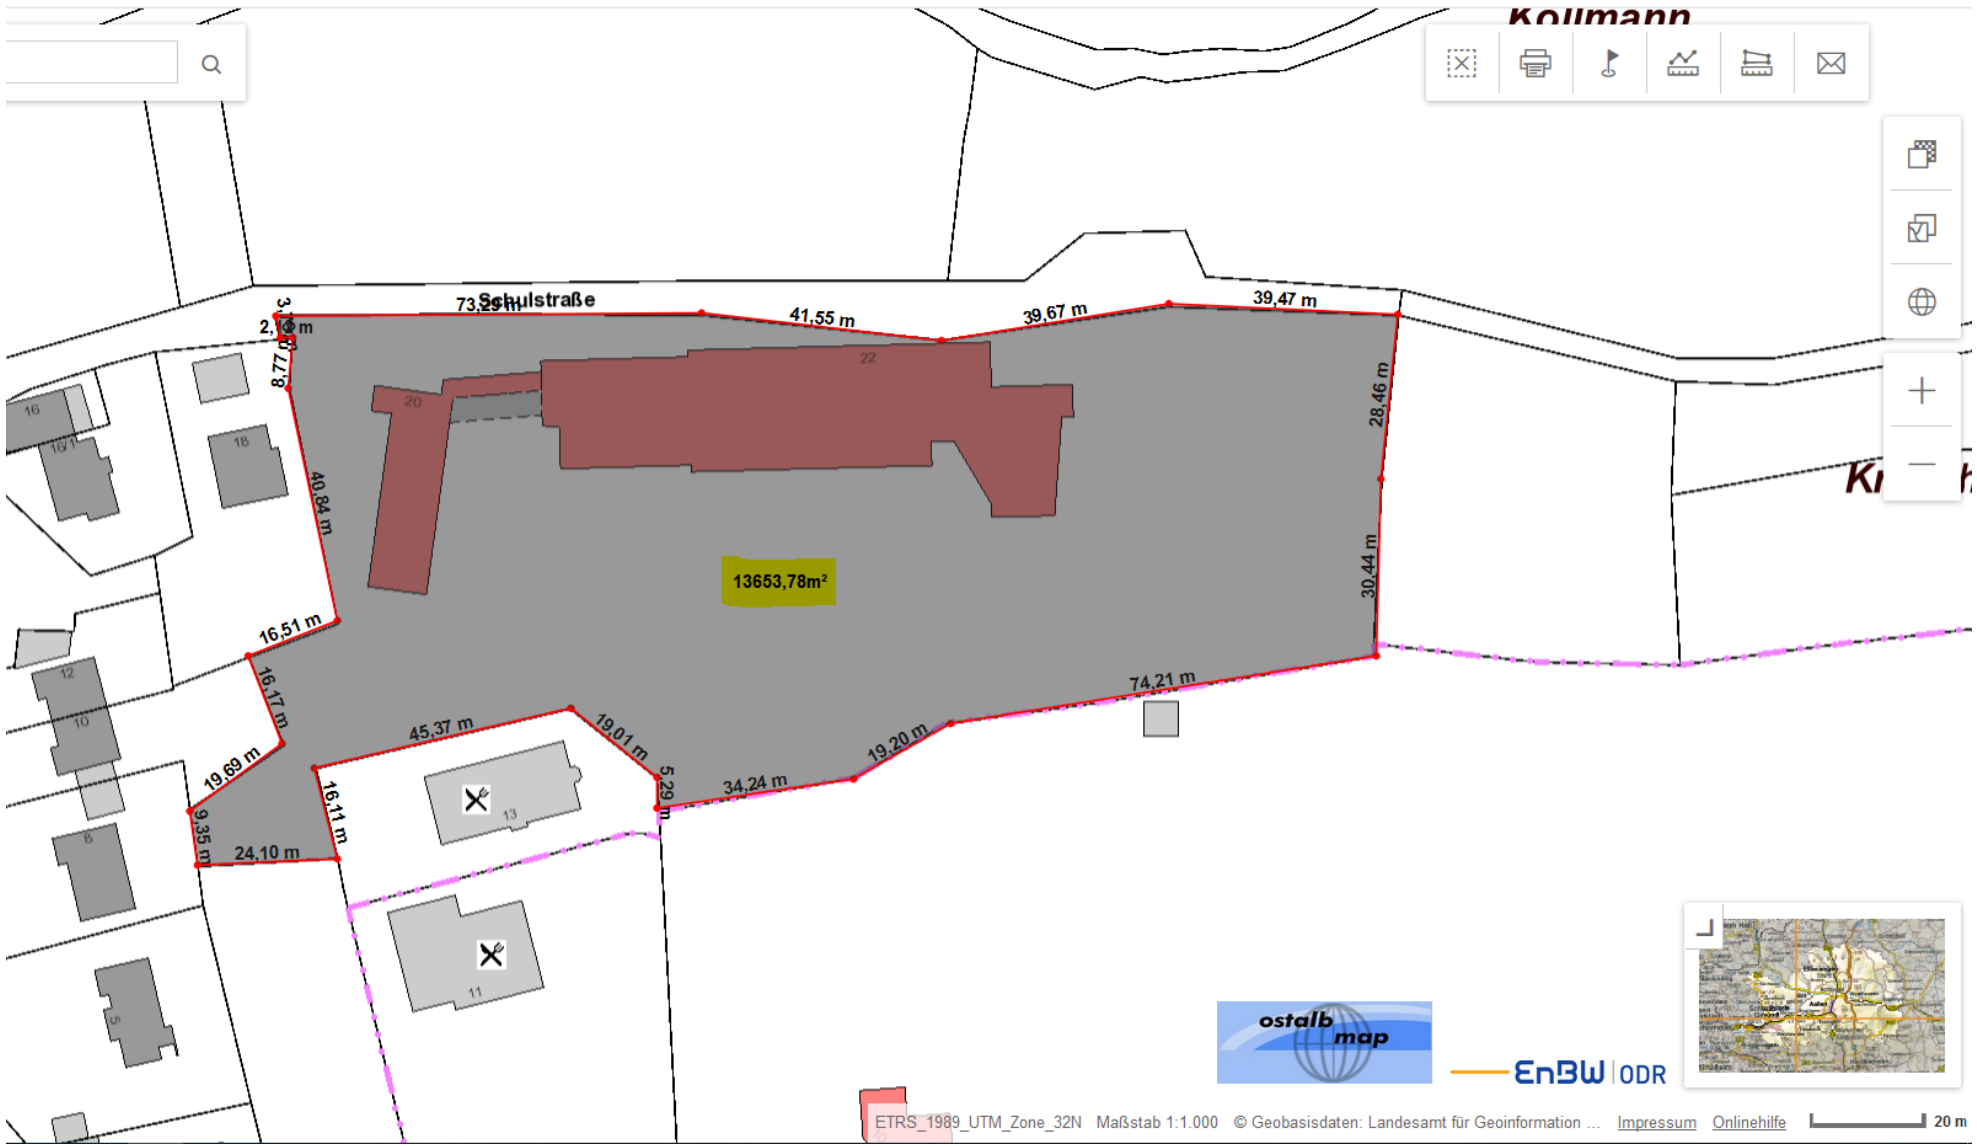 Kollmann
Schulstraße
73,29 m
41,55 m
39,67 m
39,47 m
8,77 m
28,46 m
22
20
16
16/1
18
40,84 m
13653,78m²
30,44 m
16,51 m
16,17 m
12
10
45,37 m
19,01 m
74,21 m
19,69 m
19,20 m
34,24 m
5,29 m
16,11 m
13
9,35 m
24,10 m
8
11
5
ostalb
map
EnBW | ODR
ETRS_1989_UTM_Zone_32N Maßstab 1:1.000 © Geobasisdaten: Landesamt für Geoinformation ... Impressum Onlinehilfe 20 m